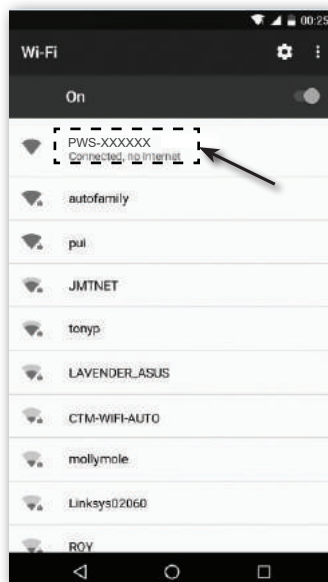 00:25
Wi-Fi
On
PWS-XXXXXX
Connected, no Internet
autofamily
pui
JMTNET
tonyp
LAVENDER_ASUS
CTM-WIFI-AUTO
mollymole
Linksys02060
ROY